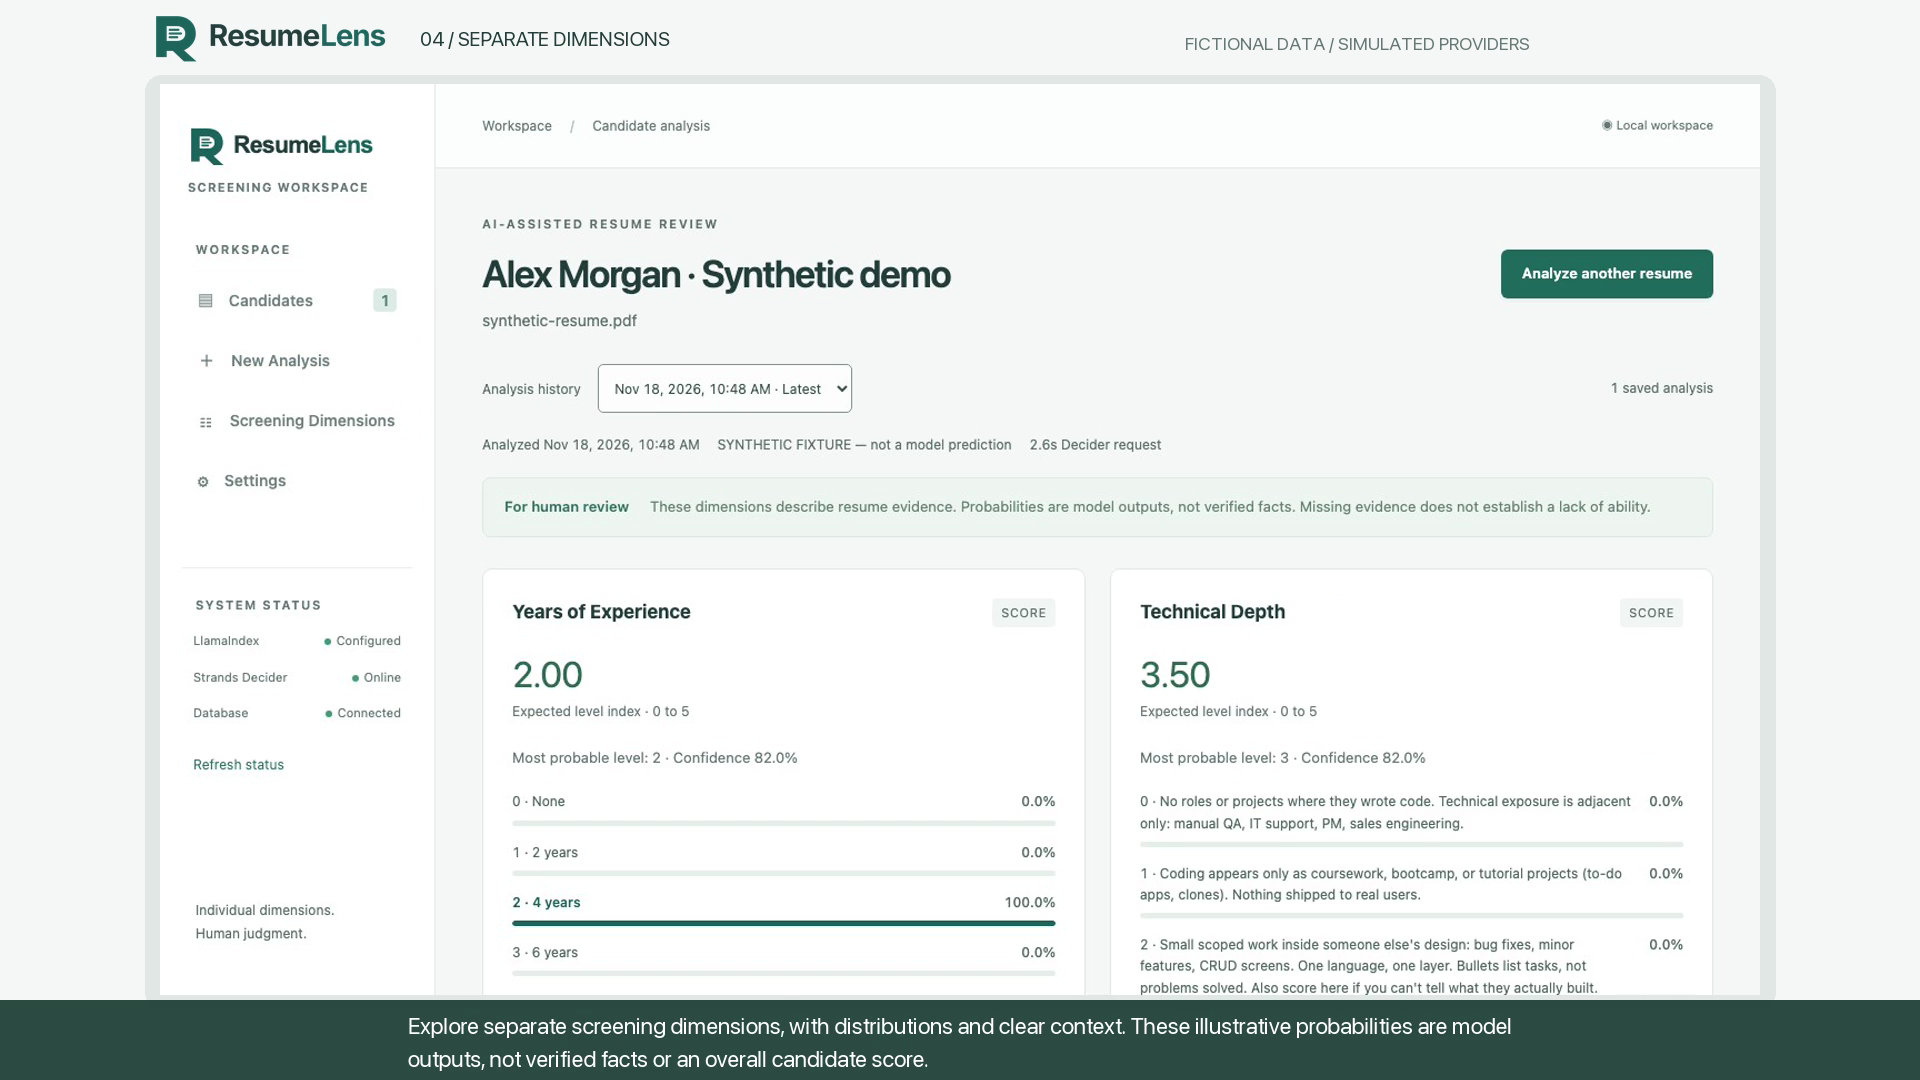 ResumeLens
04 / SEPARATE DIMENSIONS
FICTIONAL DATA / SIMULATED PROVIDERS
ResumeLens
SCREENING WORKSPACE
WORKSPACE
Candidates
1
New Analysis
Screening Dimensions
Settings
SYSTEM STATUS
LlamaIndex
Configured
Strands Decider
Online
Database
Connected
Refresh status
Individual dimensions.
Human judgment.
Workspace / Candidate analysis
Local workspace
AI-ASSISTED RESUME REVIEW
Alex Morgan · Synthetic demo
synthetic-resume.pdf
Analyze another resume
Analysis history
Nov 18, 2026, 10:48 AM · Latest
1 saved analysis
Analyzed Nov 18, 2026, 10:48 AM
SYNTHETIC FIXTURE — not a model prediction
2.6s Decider request
For human review
These dimensions describe resume evidence. Probabilities are model outputs, not verified facts. Missing evidence does not establish a lack of ability.
Years of Experience
SCORE
2.00
Expected level index · 0 to 5
Most probable level: 2 · Confidence 82.0%
0 · None
0.0%
1 · 2 years
0.0%
2 · 4 years
100.0%
3 · 6 years
0.0%
Technical Depth
SCORE
3.50
Expected level index · 0 to 5
Most probable level: 3 · Confidence 82.0%
0 · No roles or projects where they wrote code. Technical exposure is adjacent
only: manual QA, IT support, PM, sales engineering.
0.0%
1 · Coding appears only as coursework, bootcamp, or tutorial projects (to-do
apps, clones). Nothing shipped to real users.
0.0%
2 · Small scoped work inside someone else's design: bug fixes, minor
features, CRUD screens. One language, one layer. Bullets list tasks, not
problems solved. Also score here if you can't tell what they actually built.
0.0%
Explore separate screening dimensions, with distributions and clear context. These illustrative probabilities are model
outputs, not verified facts or an overall candidate score.